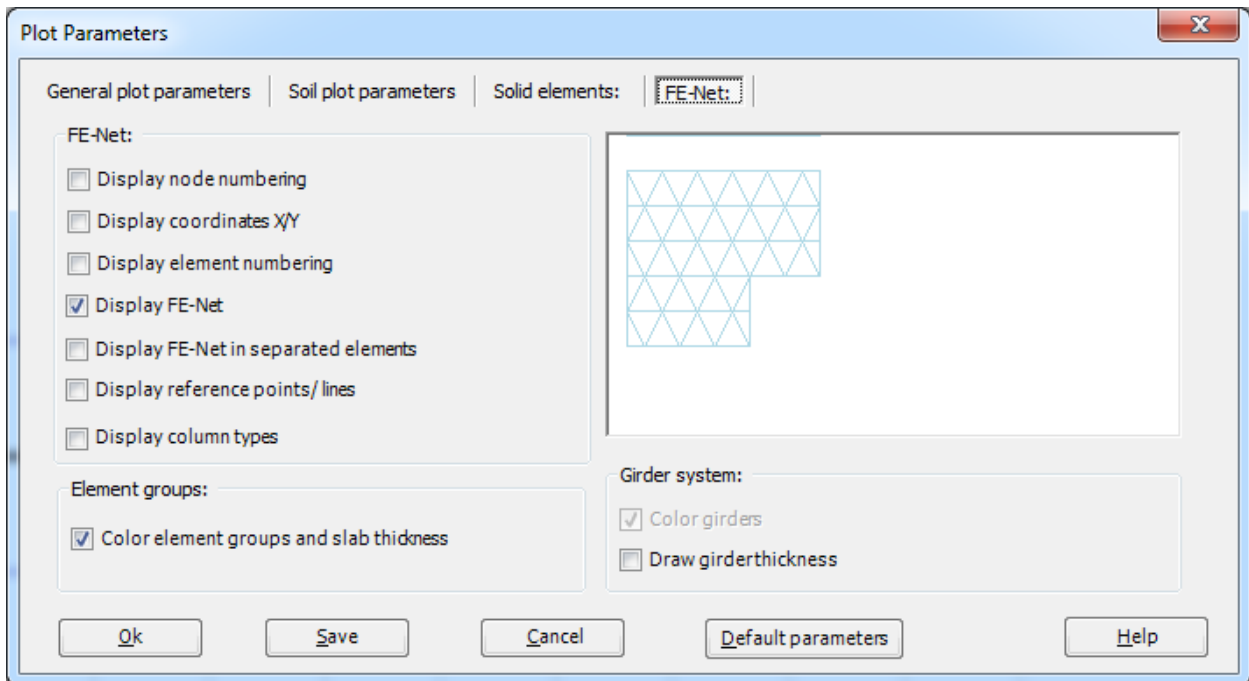 Plot Parameters
General plot parameters
Soil plot parameters
Solid elements:
FE-Net:
FE-Net:
Display node numbering
Display coordinates X/Y
Display element numbering
Display FE-Net
Display FE-Net in separated elements
Display reference points/ lines
Display column types
Element groups:
Color element groups and slab thickness
Girder system:
Color girders
Draw girderthickness
Ok
Save
Cancel
Default parameters
Help